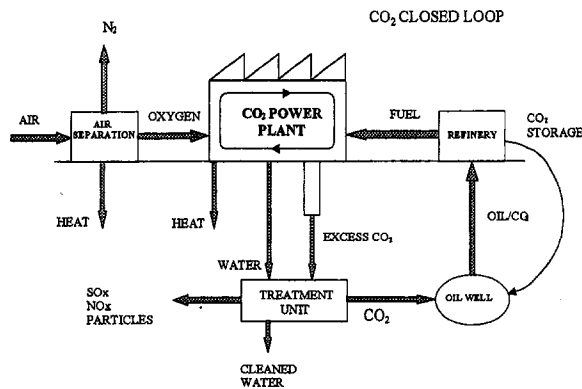 CO₂ CLOSED LOOP
N₂
AIR
AIR
SEPARATION
OXYGEN
CO₂ POWER
PLANT
FUEL
REFINERY
CO₂
STORAGE
HEAT
HEAT
WATER
EXCESS CO₂
OIL/CO₂
SOx
NOx
PARTICLES
TREATMENT
UNIT
CO₂
OIL WELL
CLEANED
WATER